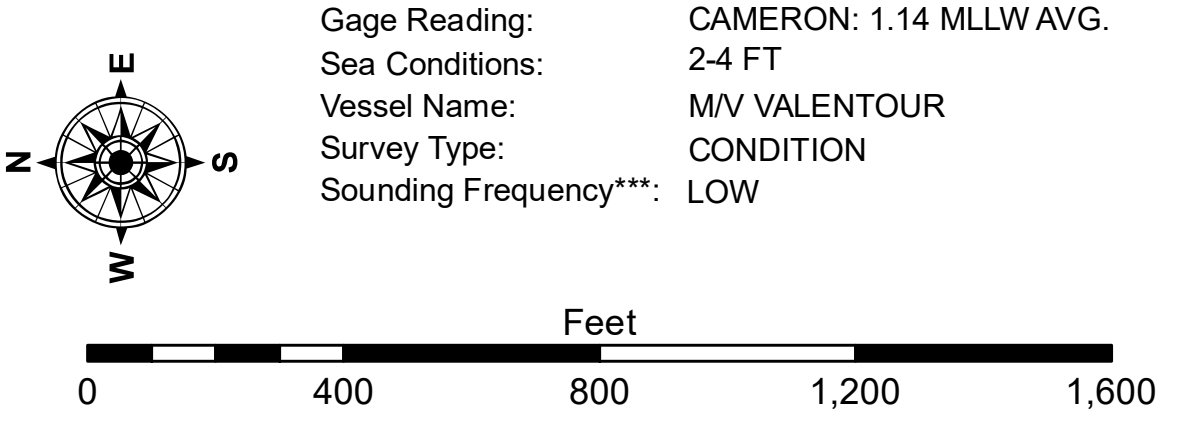 Gage Reading: CAMERON: 1.14 MLLW AVG.
Sea Conditions: 2-4 FT
Vessel Name: M/V VALENTOUR
Survey Type: CONDITION
Sounding Frequency***: LOW
E
N S
W
Feet
0 400 800 1,200 1,600